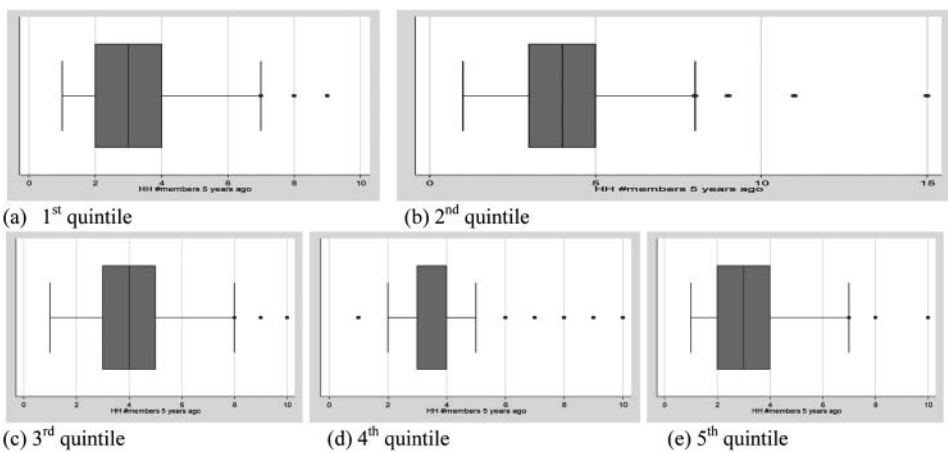 0 2 4 6 8 10
HH #members 5 years ago
0 5 10 15
HH #members 5 years ago
(a) 1st quintile
(b) 2nd quintile
0 2 4 6 8 10
HH #members 5 years ago
0 2 4 6 8 10
HH #members 5 years ago
0 2 4 6 8 10
HH #members 5 years ago
(c) 3rd quintile
(d) 4th quintile
(e) 5th quintile